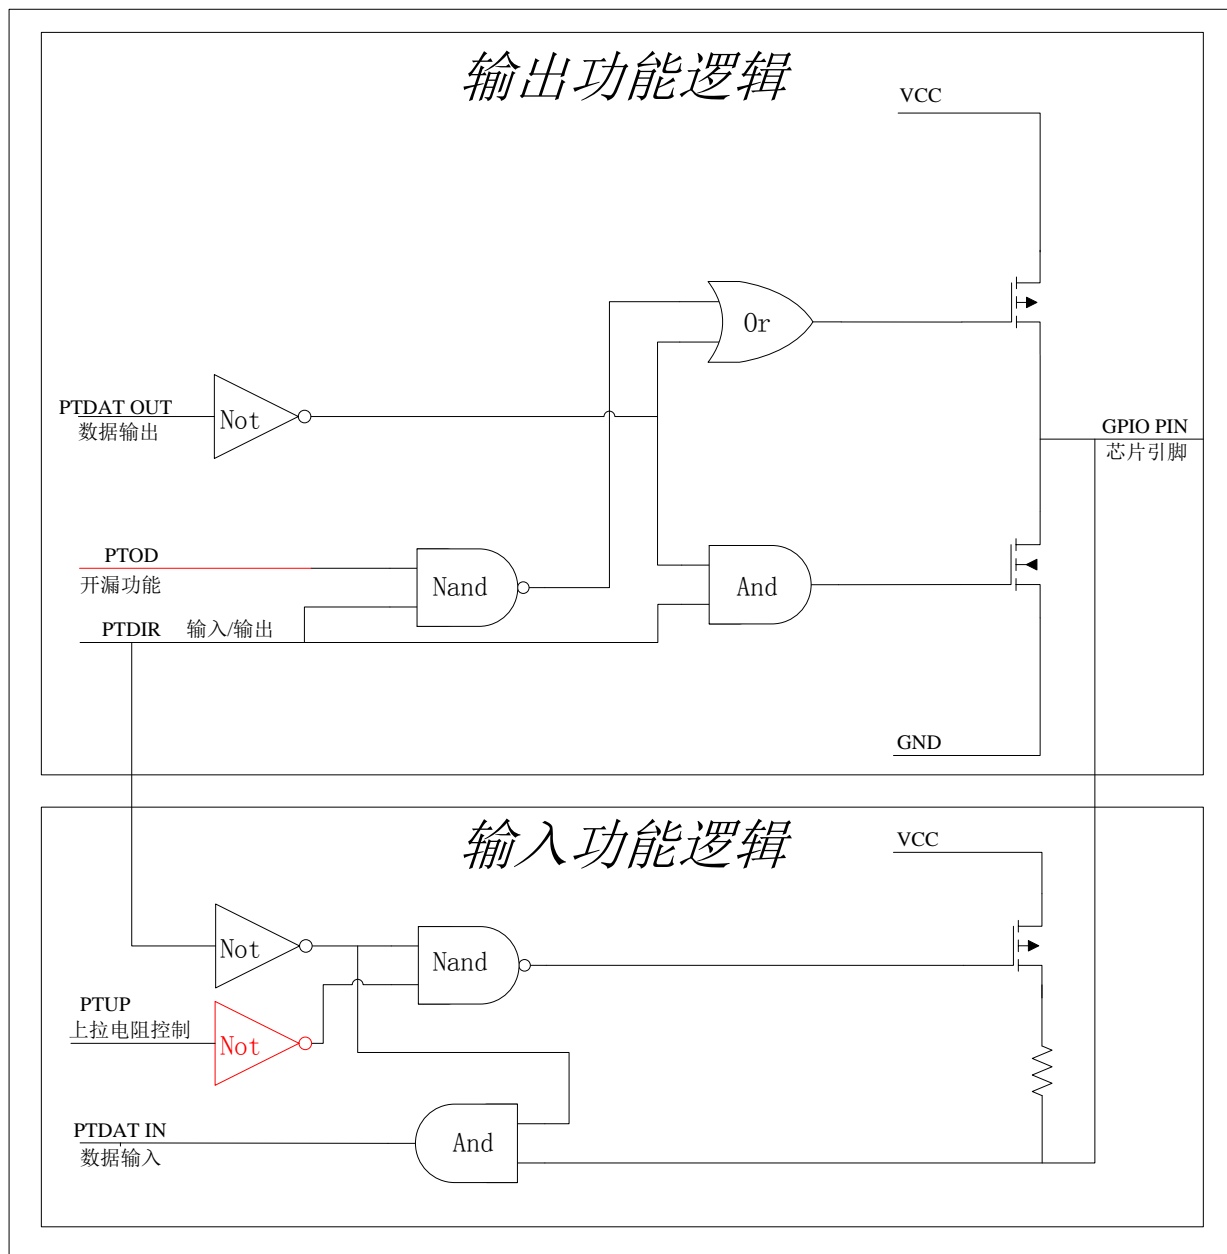 输出功能逻辑
VCC
Or
PTDAT OUT
数据输出
Not
GPIO PIN
芯片引脚
PTOD
开漏功能
Nand
And
PTDIR
输入/输出
GND
输入功能逻辑
VCC
Not
Nand
PTUP
上拉电阻控制
Not
PTDAT IN
数据输入
And